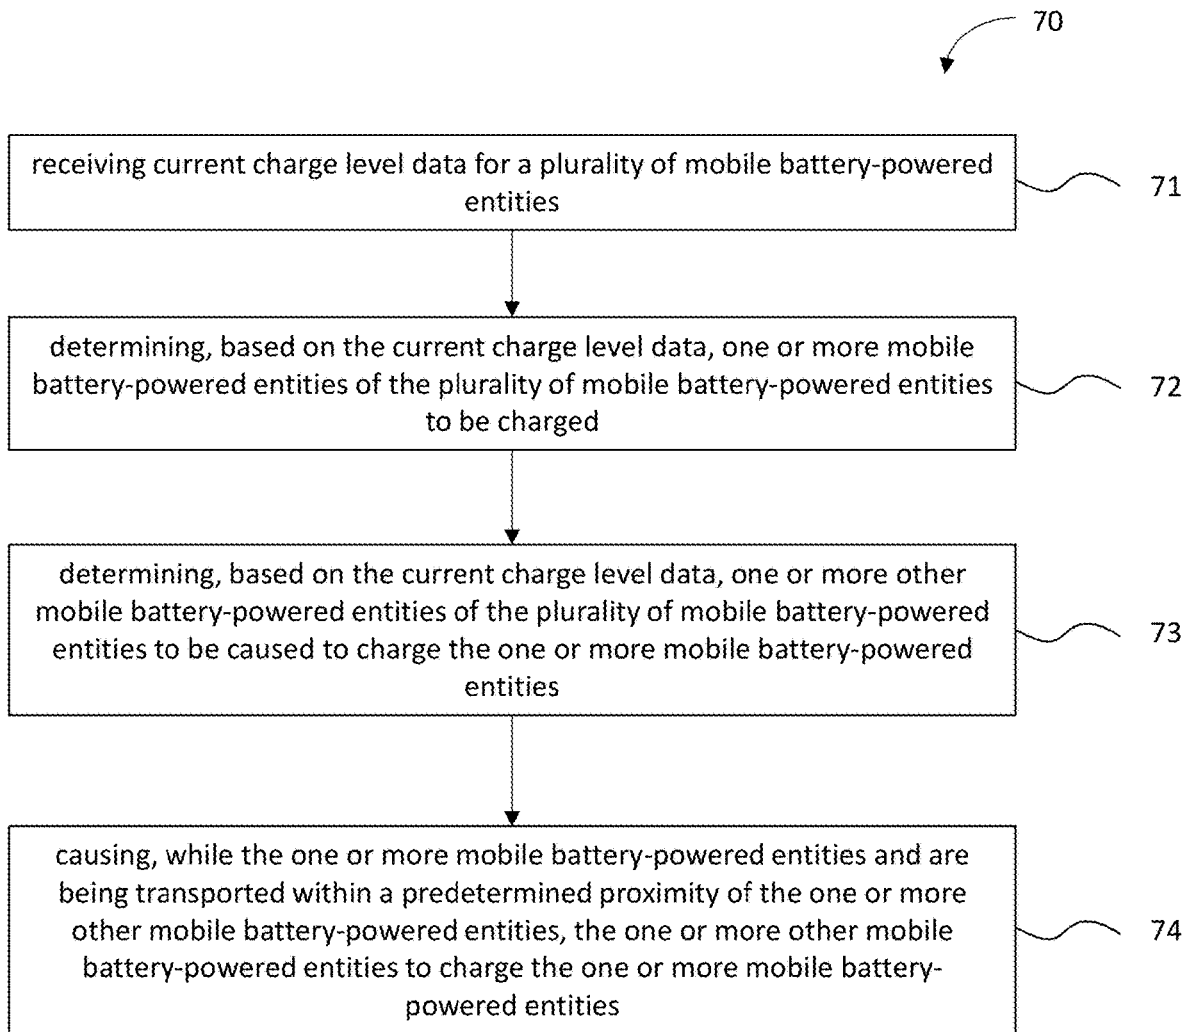 70
receiving current charge level data for a plurality of mobile battery-powered
entities
71
determining, based on the current charge level data, one or more mobile
battery-powered entities of the plurality of mobile battery-powered entities
to be charged
72
determining, based on the current charge level data, one or more other
mobile battery-powered entities of the plurality of mobile battery-powered
entities to be caused to charge the one or more mobile battery-powered
entities
73
causing, while the one or more mobile battery-powered entities and are
being transported within a predetermined proximity of the one or more
other mobile battery-powered entities, the one or more other mobile
battery-powered entities to charge the one or more mobile battery-
powered entities
74